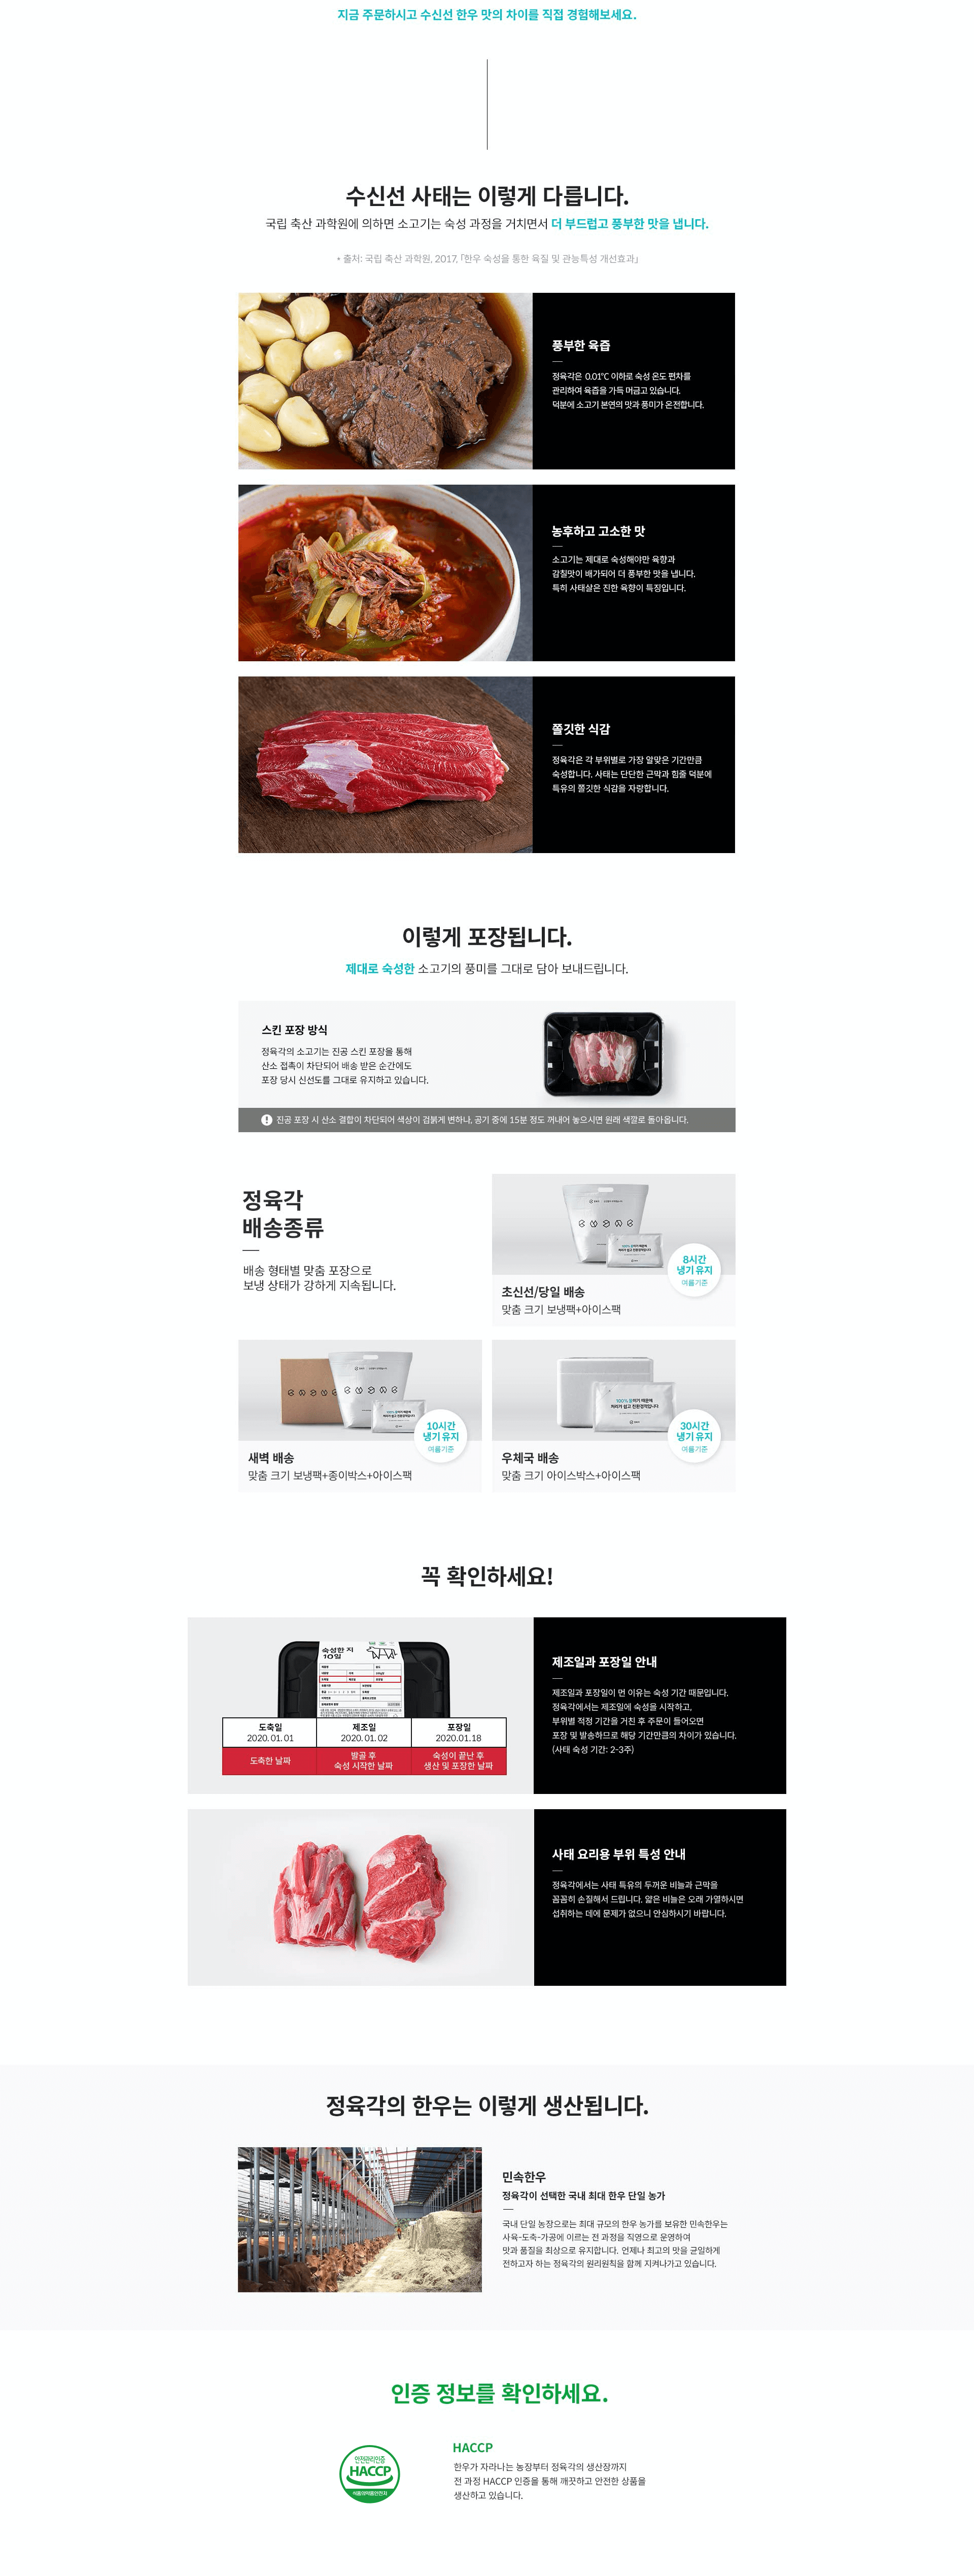 지금 주문하시고 수신선 한우 맛의 차이를 직접 경험해보세요.
수신선 사태는 이렇게 다릅니다.
국립 축산 과학원에 의하면 소고기는 숙성 과정을 거치면서 더 부드럽고 풍부한 맛을 냅니다.
* 출처: 국립 축산 과학원, 2017, 「한우 숙성을 통한 육질 및 관능특성 개선효과」
풍부한 육즙
정육각은 0.01℃ 이하로 숙성 온도 편차를
관리하여 육즙을 가득 머금고 있습니다.
덕분에 소고기 본연의 맛과 풍미가 온전합니다.
농후하고 고소한 맛
소고기는 제대로 숙성해야만 육향과
감칠맛이 배가되어 더 풍부한 맛을 냅니다.
특히 사태살은 진한 육향이 특징입니다.
쫄깃한 식감
정육각은 각 부위별로 가장 알맞은 기간만큼
숙성합니다. 사태는 단단한 근막과 힘줄 덕분에
특유의 쫄깃한 식감을 자랑합니다.
이렇게 포장됩니다.
제대로 숙성한 소고기의 풍미를 그대로 담아 보내드립니다.
스킨 포장 방식
정육각의 소고기는 진공 스킨 포장을 통해
산소 접촉이 차단되어 배송 받은 순간에도
포장 당시 신선도를 그대로 유지하고 있습니다.
진공 포장 시 산소 결합이 차단되어 색상이 검붉게 변하나, 공기 중에 15분 정도 꺼내어 놓으시면 원래 색깔로 돌아옵니다.
정육각
배송종류
배송 형태별 맞춤 포장으로
보냉 상태가 강하게 지속됩니다.
8시간
냉기 유지
여름기준
초신선/당일 배송
맞춤 크기 보냉팩+아이스팩
10시간
냉기 유지
여름기준
새벽 배송
맞춤 크기 보냉팩+종이박스+아이스팩
100% 물이기 때문에
처리가 쉽고 친환경적입니다
30시간
냉기 유지
여름기준
우체국 배송
맞춤 크기 아이스박스+아이스팩
꼭 확인하세요!
숙성한 지
10일
도축일
2020. 01. 01
제조일
2020. 01. 02
포장일
2020.01.18
도축한 날짜
발골 후
숙성 시작한 날짜
숙성이 끝난 후
생산 및 포장한 날짜
제조일과 포장일 안내
제조일과 포장일이 먼 이유는 숙성 기간 때문입니다.
정육각에서는 제조일에 숙성을 시작하고,
부위별 적정 기간을 거친 후 주문이 들어오면
포장 및 발송하므로 해당 기간만큼의 차이가 있습니다.
(사태 숙성 기간: 2-3주)
사태 요리용 부위 특성 안내
정육각에서는 사태 특유의 두꺼운 비늘과 근막을
꼼꼼히 손질해서 드립니다. 얇은 비늘은 오래 가열하시면
섭취하는 데에 문제가 없으니 안심하시기 바랍니다.
정육각의 한우는 이렇게 생산됩니다.
민속한우
정육각이 선택한 국내 최대 한우 단일 농가
국내 단일 농장으로는 최대 규모의 한우 농가를 보유한 민속한우는
사육-도축-가공에 이르는 전 과정을 직영으로 운영하여
맛과 품질을 최상으로 유지합니다. 언제나 최고의 맛을 균일하게
전하고자 하는 정육각의 원리원칙을 함께 지켜나가고 있습니다.
인증 정보를 확인하세요.
안전관리인증
HACCP
식품의약품안전처
HACCP
한우가 자라나는 농장부터 정육각의 생산장까지
전 과정 HACCP 인증을 통해 깨끗하고 안전한 상품을
생산하고 있습니다.